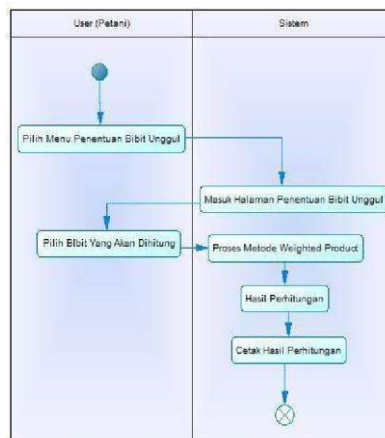 User (Petani)
Sistem
Pilih Menu Penentuan Bibit Unggul
Masuk Halaman Penentuan Bibit Unggul
Pilih BIbit Yang Akan Dihitung
Proses Metode Weighted Product
Hasil Perhitungan
Cetak Hasil Perhitungan